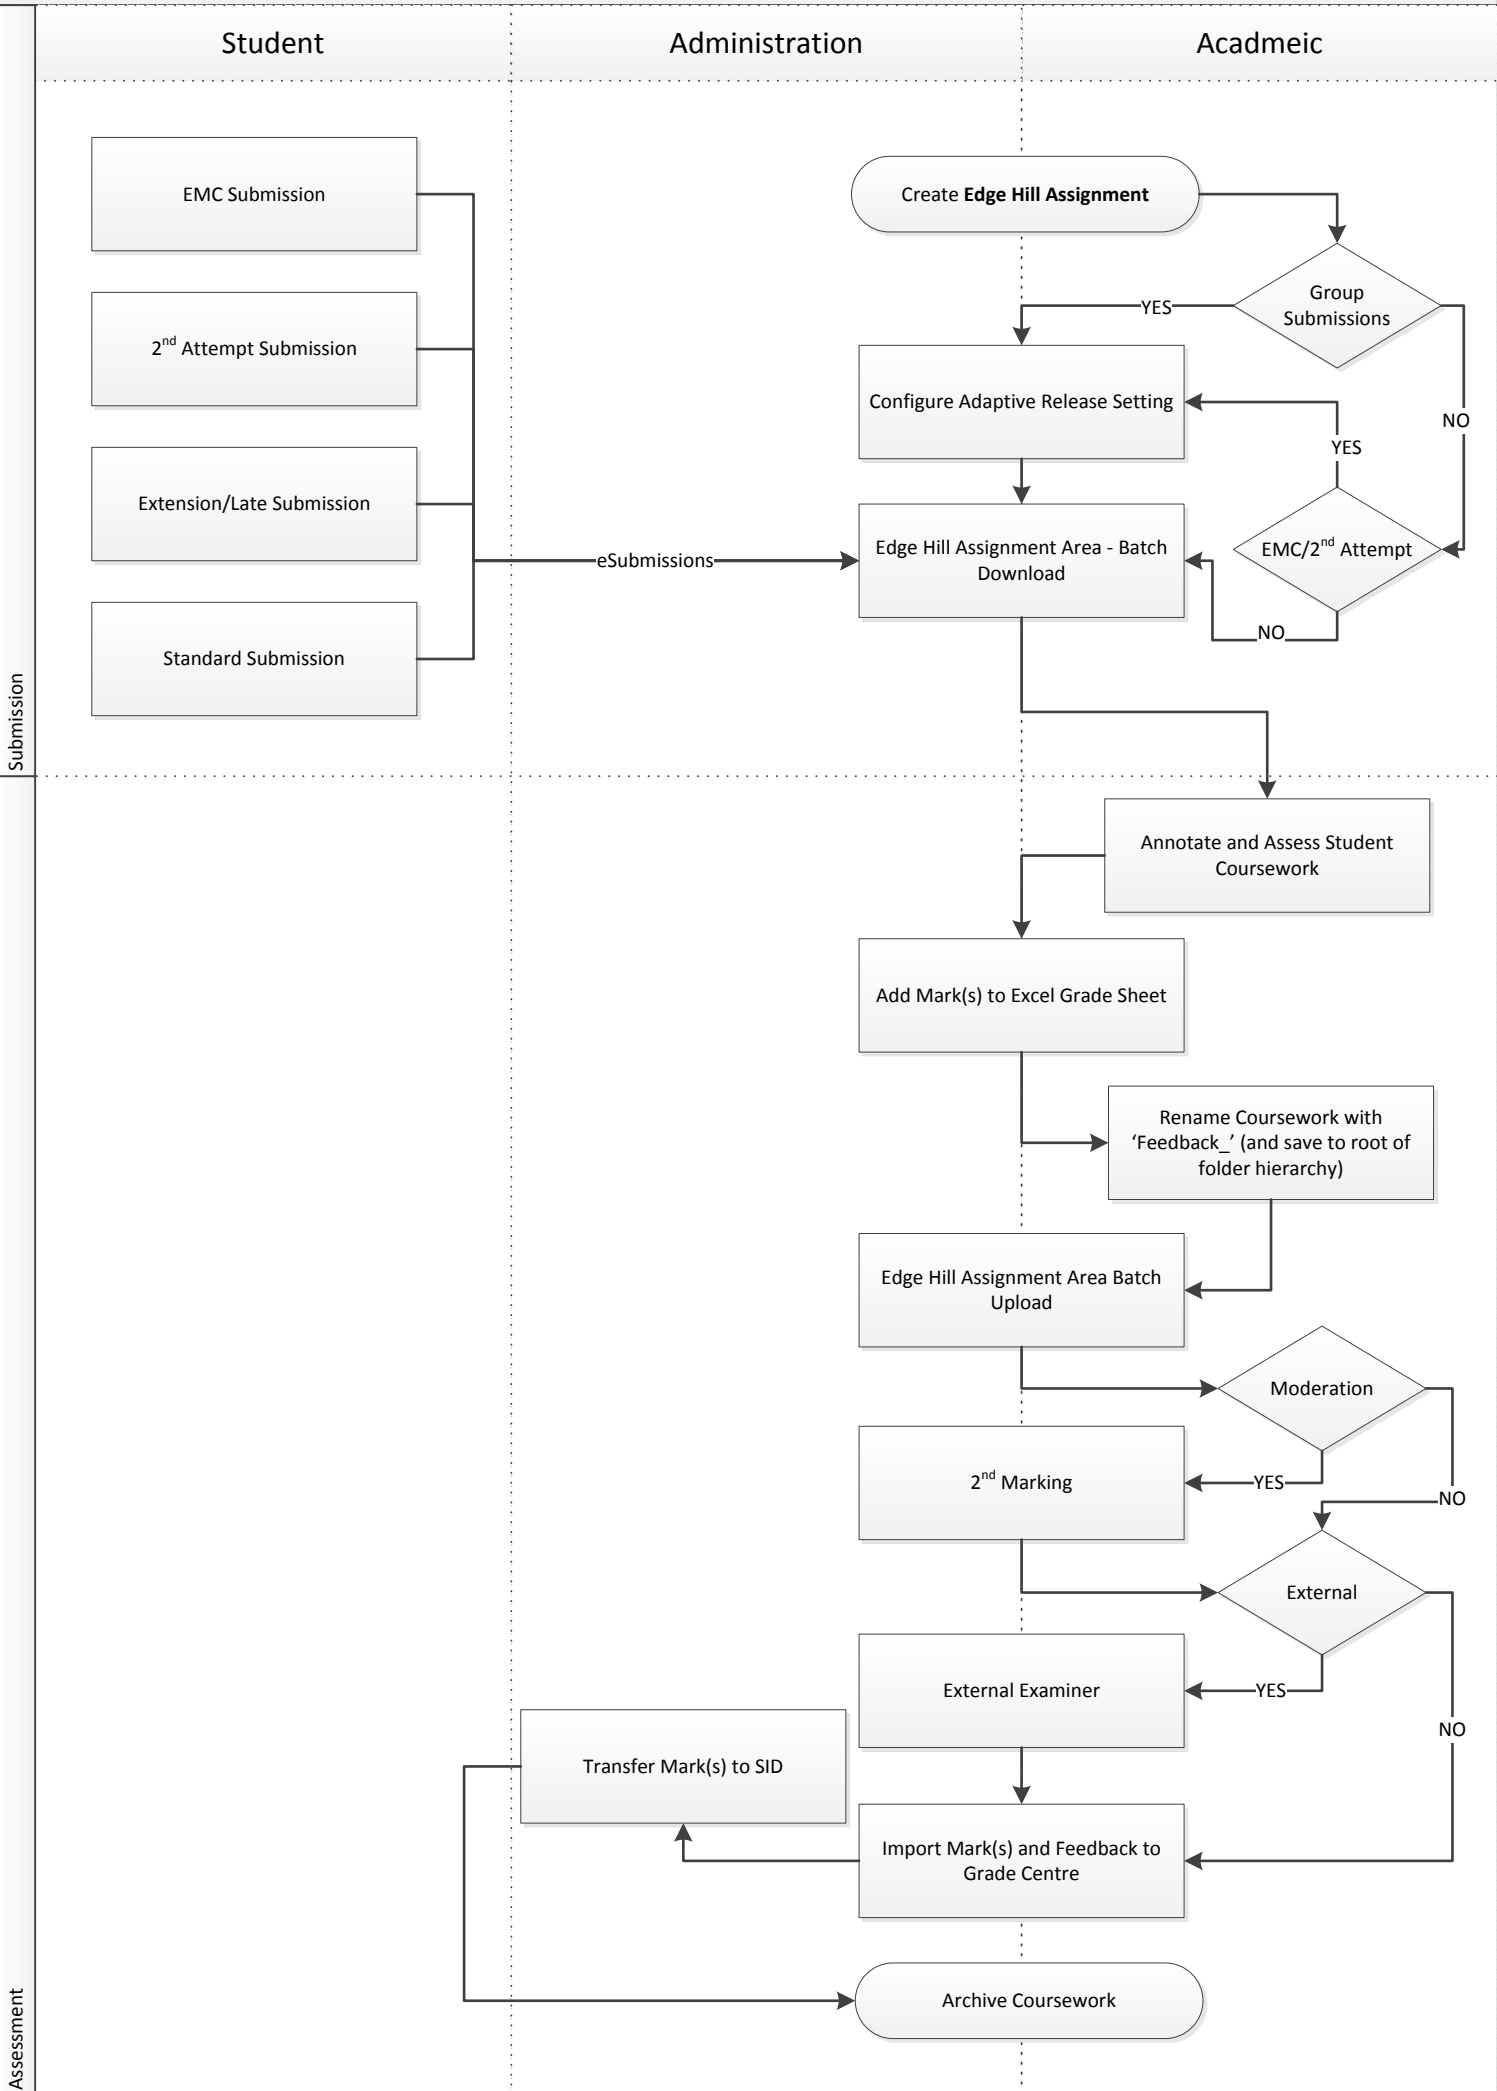 Student
Administration
Acadmeic
EMC Submission
2nd Attempt Submission
Extension/Late Submission
Standard Submission
Submission
Create Edge Hill Assignment
Group
Submissions
YES
NO
Configure Adaptive Release Setting
YES
EMC/2nd Attempt
NO
eSubmissions
Edge Hill Assignment Area - Batch
Download
Annotate and Assess Student
Coursework
Add Mark(s) to Excel Grade Sheet
Rename Coursework with
‘Feedback_’ (and save to root of
folder hierarchy)
Edge Hill Assignment Area Batch
Upload
Moderation
YES
NO
2nd Marking
External
YES
NO
External Examiner
Transfer Mark(s) to SID
Import Mark(s) and Feedback to
Grade Centre
Archive Coursework
Assessment